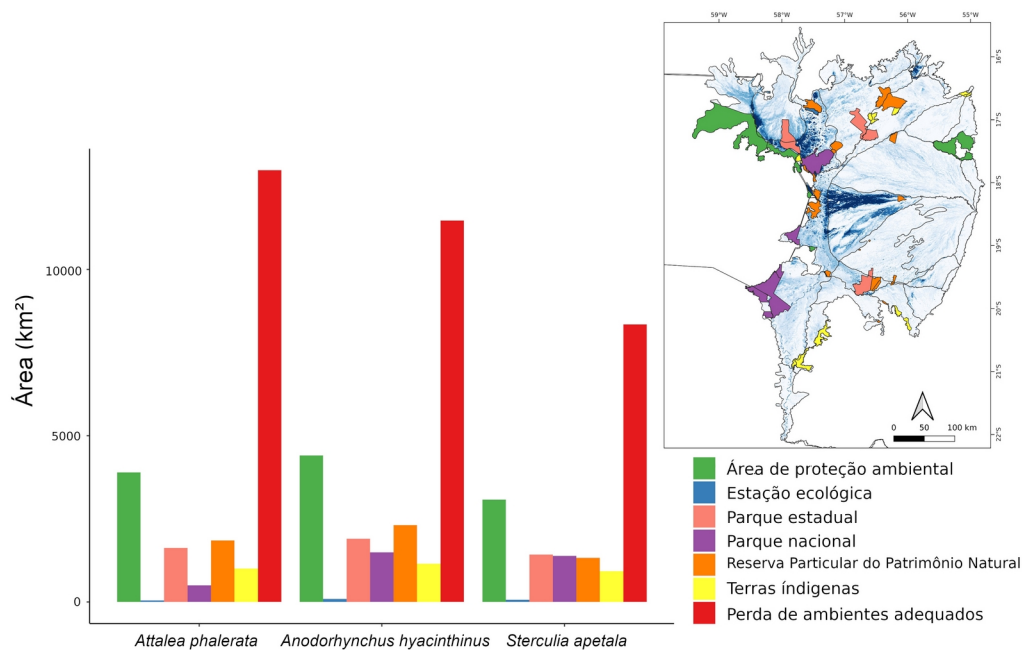 59°W 58°W 57°W 56°W 55°W
16°S
17°S
18°S
19°S
20°S
21°S
22°S
0 50 100 km
Área (km²)
10000
5000
0
Attalea phalerata Anodorhynchus hyacinthinus Sterculia apetala
Área de proteção ambiental
Estação ecológica
Parque estadual
Parque nacional
Reserva Particular do Patrimônio Natural
Terras índigenas
Perda de ambientes adequados